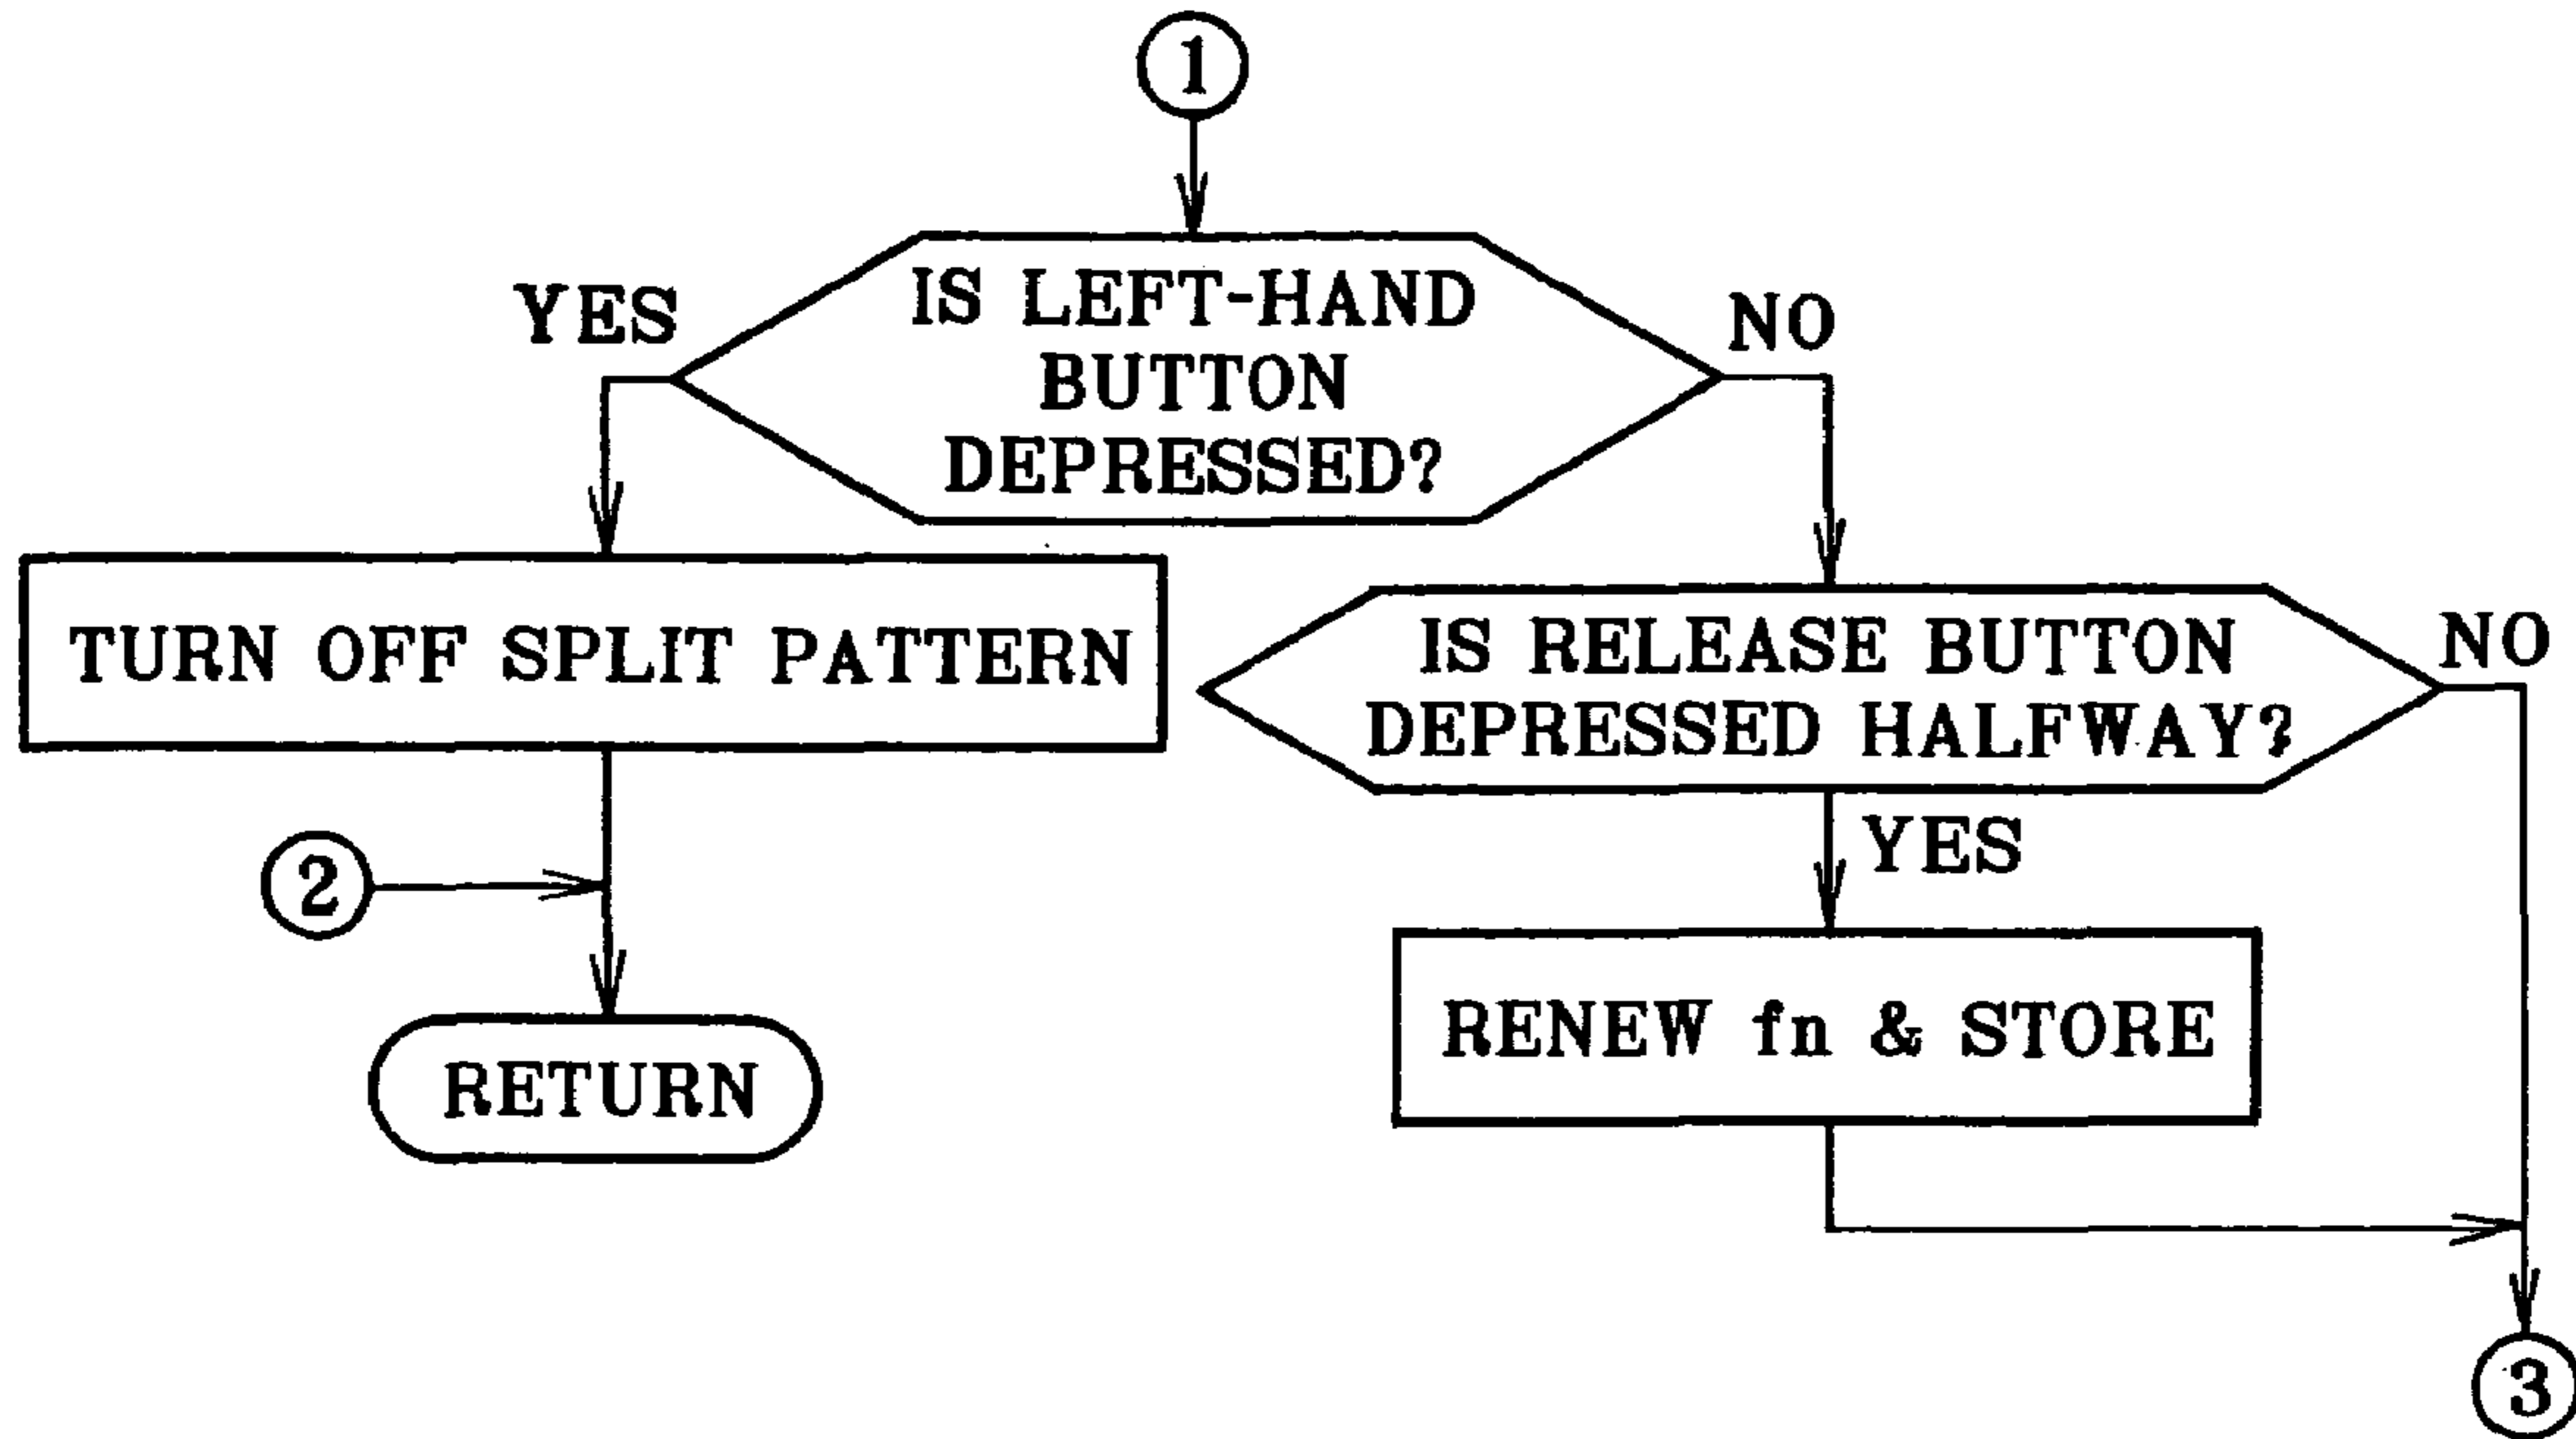 1
IS LEFT-HAND
BUTTON
DEPRESSED?
YES
NO
TURN OFF SPLIT PATTERN
IS RELEASE BUTTON
DEPRESSED HALFWAY?
NO
YES
2
RENEW fn & STORE
RETURN
3